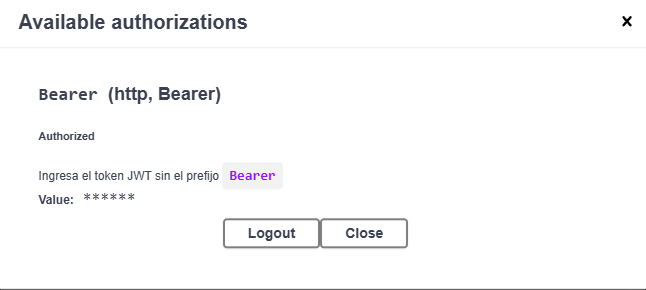 Available authorizations ×
Bearer (http, Bearer)
Authorized
Ingresa el token JWT sin el prefijo Bearer
Value: ******
Logout Close